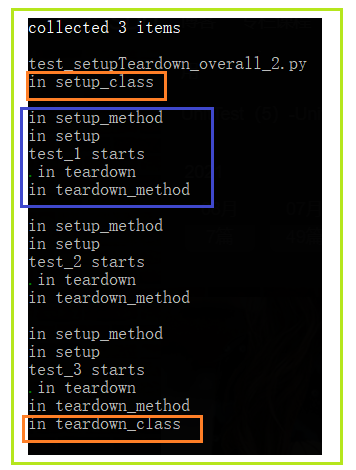 collected 3 items
test_setupTeardown_overall_2.py
in setup_class
in setup_method
in setup
test_1 starts
.in teardown
in teardown_method
in setup_method
in setup
test_2 starts
.in teardown
in teardown_method
in setup_method
in setup
test_3 starts
.in teardown
in teardown_method
in teardown_class